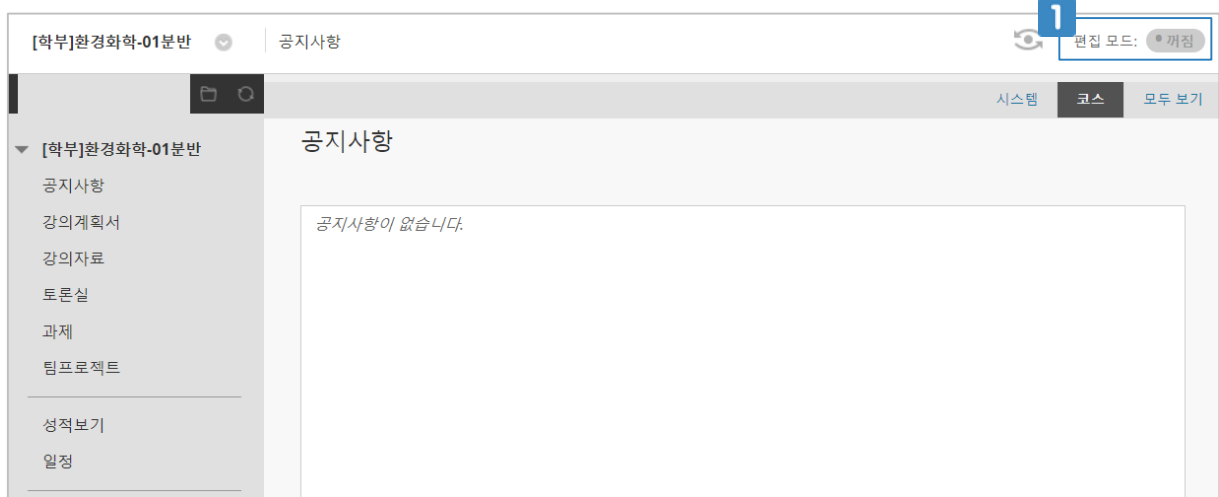 1
[학부]환경화학-01분반
공지사항
편집 모드: 꺼짐
시스템
코스
모두 보기
[학부]환경화학-01분반
공지사항
강의계획서
강의자료
토론실
과제
팀프로젝트
성적보기
일정
공지사항
공지사항이 없습니다.